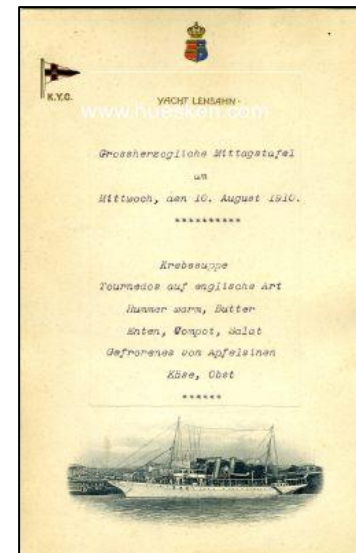 K.Y.C.
YACHT LENSAHN.
www.huesken.com
Grossherzogliche Mittagstafel
am
Mittwoch, den 10. August 1910.
**********
Krebssuppe
Tournedos auf englische Art
Hummer warm, Butter
Enten, Compot, Salat
Gefrorenes von Apfelsinen
Käse, Obst
******